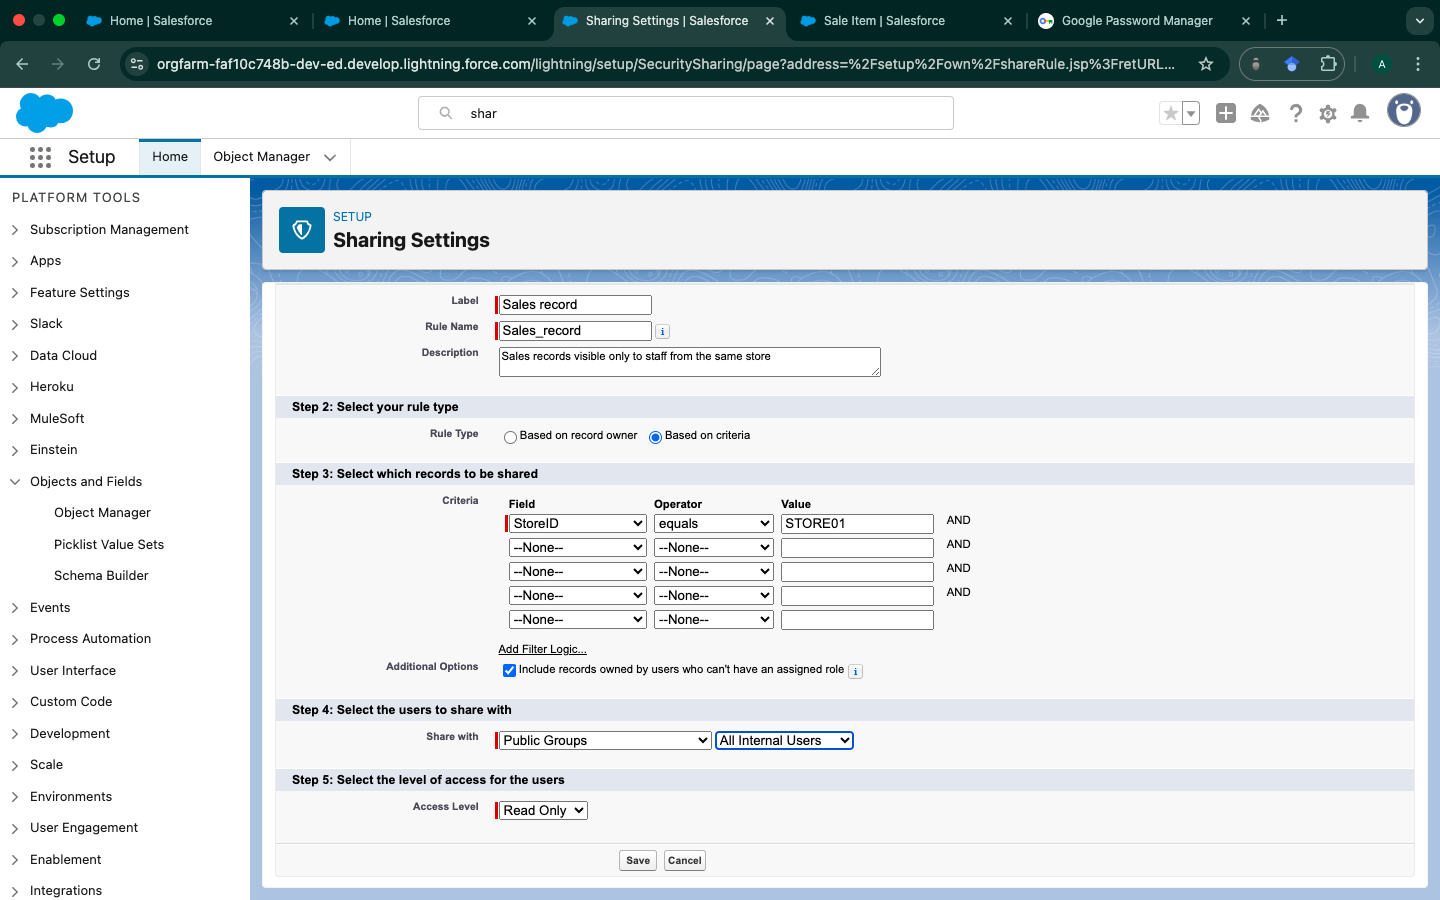 Home | Salesforce
Home | Salesforce
Sharing Settings | Salesforce
Sale Item | Salesforce
Google Password Manager
orgfarm-faf10c748b-dev-ed.develop.lightning.force.com/lightning/setup/SecuritySharing/page?address=%2Fsetup%2Fown%2FshareRule.jsp%3FretURL...
A
shar
Setup
Home
Object Manager
PLATFORM TOOLS
Subscription Management
Apps
Feature Settings
Slack
Data Cloud
Heroku
MuleSoft
Einstein
Objects and Fields
Object Manager
Picklist Value Sets
Schema Builder
Events
Process Automation
User Interface
Custom Code
Development
Scale
Environments
User Engagement
Enablement
Integrations
SETUP
Sharing Settings
Label Sales record
Rule Name Sales_record i
Description Sales records visible only to staff from the same store
Step 2: Select your rule type
Rule Type Based on record owner Based on criteria
Step 3: Select which records to be shared
Criteria Field Operator Value
StoreID equals STORE01 AND
--None-- --None-- AND
--None-- --None-- AND
--None-- --None-- AND
--None-- --None--
Add Filter Logic...
Additional Options Include records owned by users who can't have an assigned role i
Step 4: Select the users to share with
Share with Public Groups All Internal Users
Step 5: Select the level of access for the users
Access Level Read Only
Save Cancel